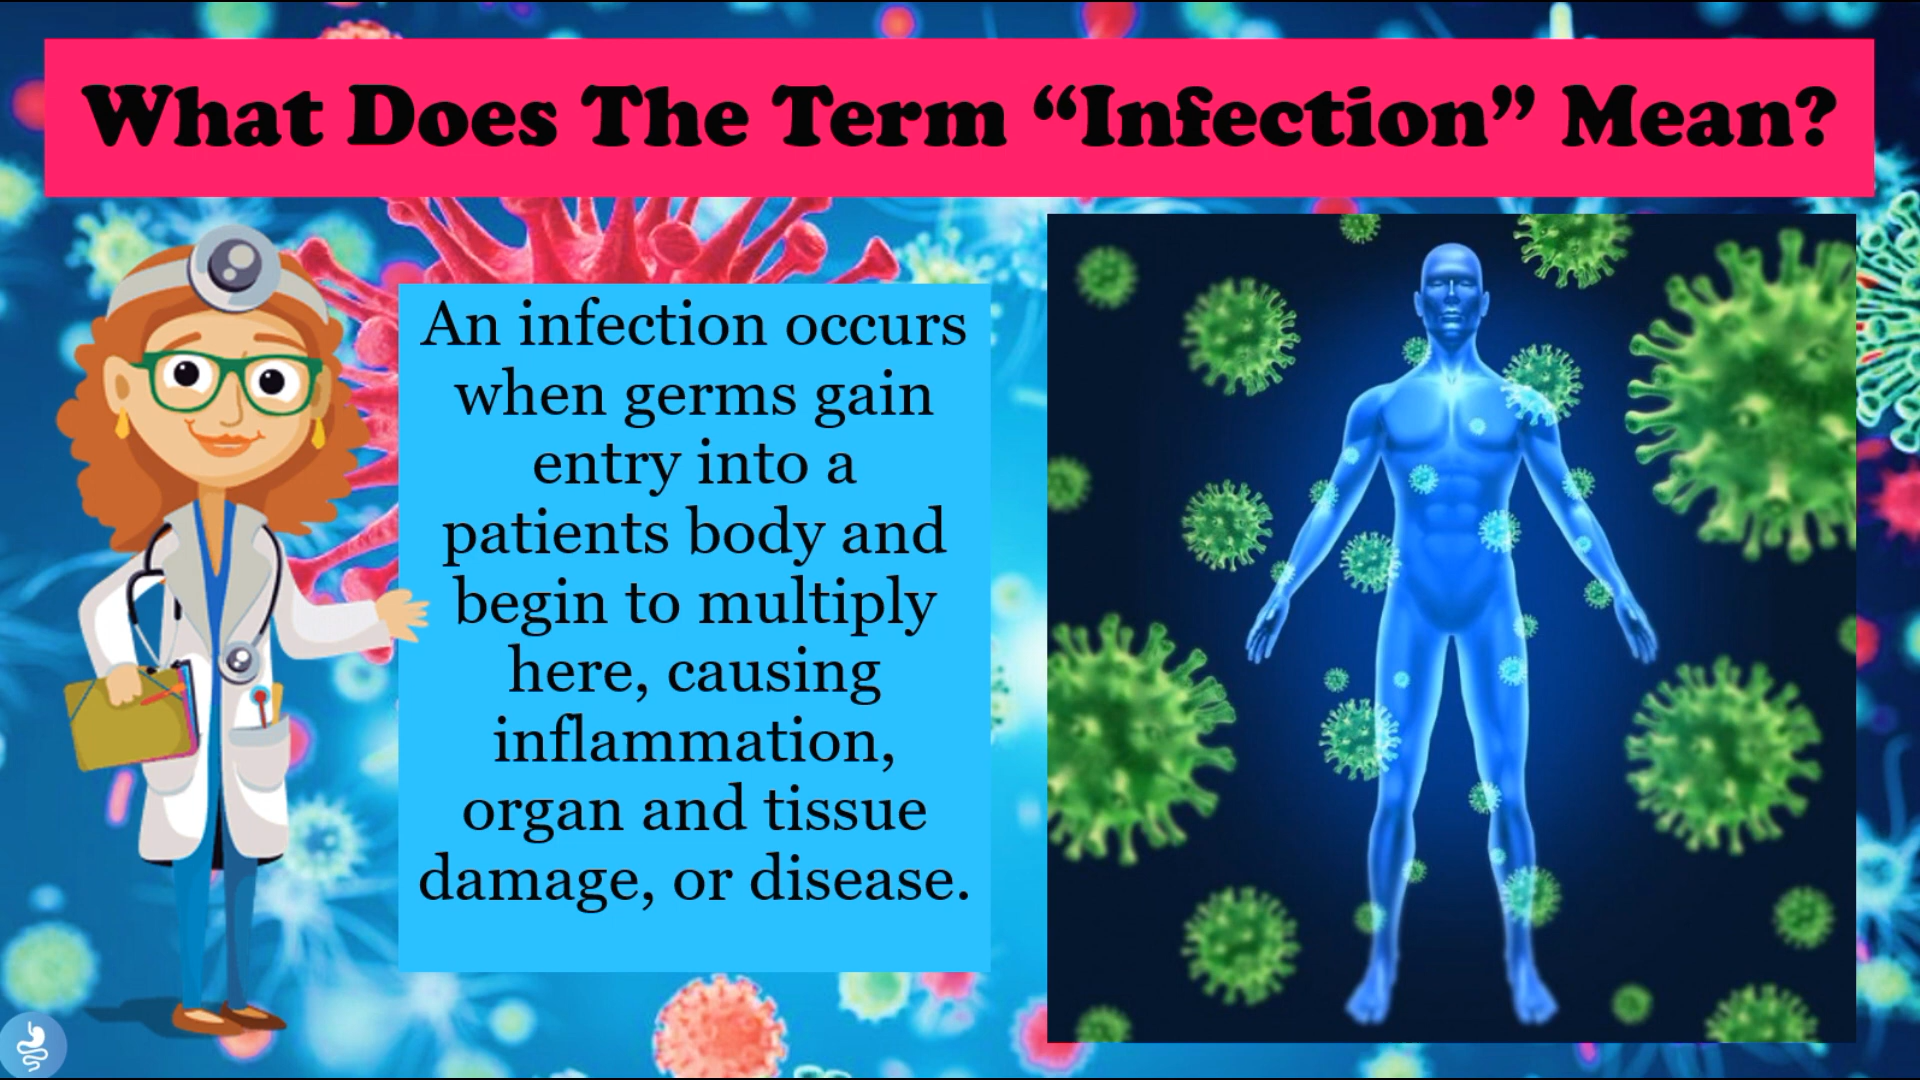 What Does The Term “Infection” Mean?
An infection occurs
when germs gain
entry into a
patients body and
begin to multiply
here, causing
inflammation,
organ and tissue
damage, or disease.